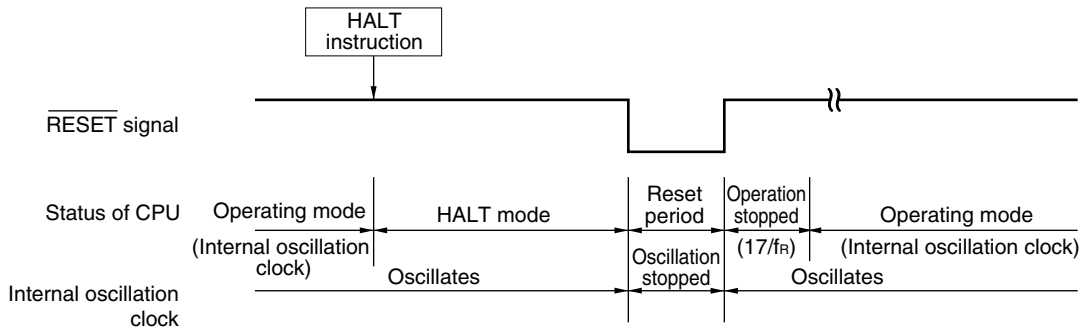 HALT
instruction
RESET signal
Status of CPU
Operating mode
(Internal oscillation
clock)
HALT mode
Reset
period
Operation
stopped
(17/fR)
Operating mode
(Internal oscillation clock)
Internal oscillation
clock
Oscillates
Oscillation
stopped
Oscillates